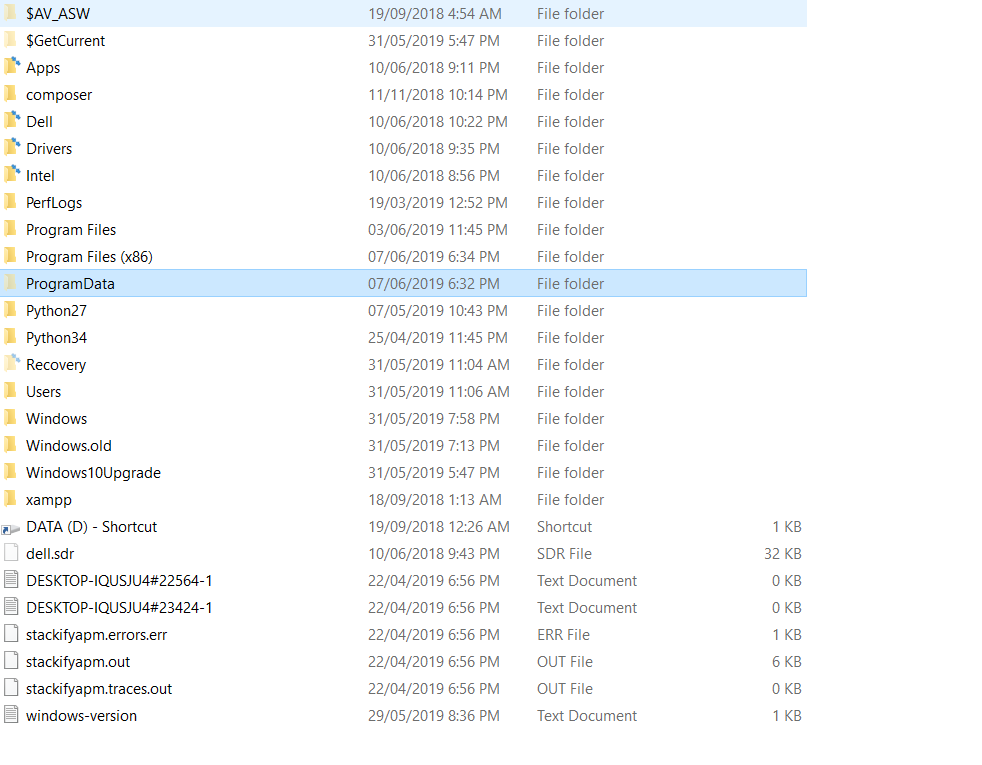 $AV_ASW 19/09/2018 4:54 AM File folder
$GetCurrent 31/05/2019 5:47 PM File folder
Apps 10/06/2018 9:11 PM File folder
composer 11/11/2018 10:14 PM File folder
Dell 10/06/2018 10:22 PM File folder
Drivers 10/06/2018 9:35 PM File folder
Intel 10/06/2018 8:56 PM File folder
PerfLogs 19/03/2019 12:52 PM File folder
Program Files 03/06/2019 11:45 PM File folder
Program Files (x86) 07/06/2019 6:34 PM File folder
ProgramData 07/06/2019 6:32 PM File folder
Python27 07/05/2019 10:43 PM File folder
Python34 25/04/2019 11:45 PM File folder
Recovery 31/05/2019 11:04 AM File folder
Users 31/05/2019 11:06 AM File folder
Windows 31/05/2019 7:58 PM File folder
Windows.old 31/05/2019 7:13 PM File folder
Windows10Upgrade 31/05/2019 5:47 PM File folder
xampp 18/09/2018 1:13 AM File folder
DATA (D) - Shortcut 19/09/2018 12:26 AM Shortcut 1 KB
dell.sdr 10/06/2018 9:43 PM SDR File 32 KB
DESKTOP-IQUSJU4#22564-1 22/04/2019 6:56 PM Text Document 0 KB
DESKTOP-IQUSJU4#23424-1 22/04/2019 6:56 PM Text Document 0 KB
stackifyapm.errors.err 22/04/2019 6:56 PM ERR File 1 KB
stackifyapm.out 22/04/2019 6:56 PM OUT File 6 KB
stackifyapm.traces.out 22/04/2019 6:56 PM OUT File 0 KB
windows-version 29/05/2019 8:36 PM Text Document 1 KB